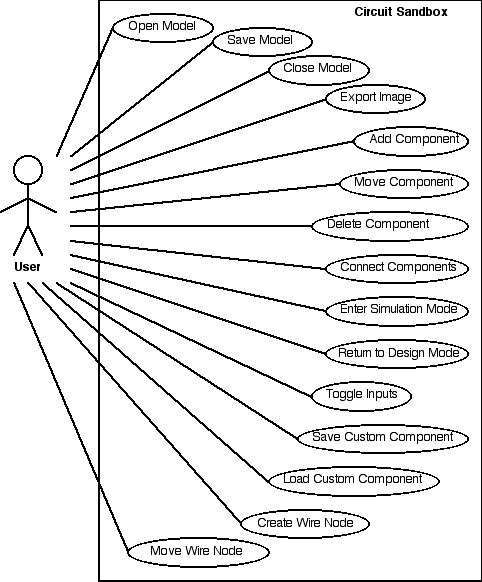 Circuit Sandbox
Open Model
Save Model
Close Model
Export Image
Add Component
Move Component
Delete Component
User
Connect Components
Enter Simulation Mode
Return to Design Mode
Toggle Inputs
Save Custom Component
Load Custom Component
Create Wire Node
Move Wire Node